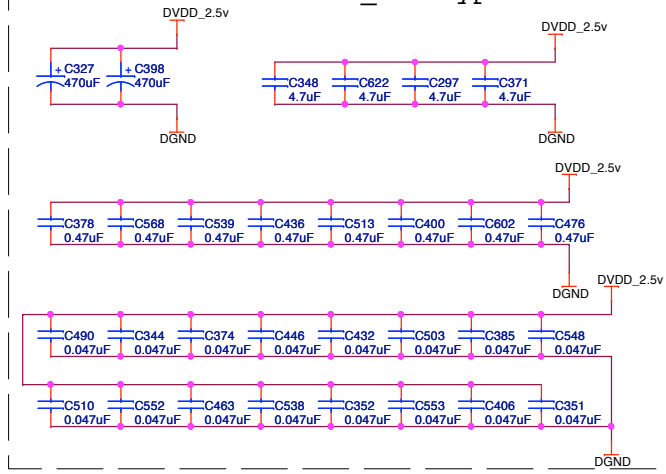 DVDD_2.5v
DVDD_2.5v
+ C327 + C398
470uF 470uF
C348 C622 C297 C371
4.7uF 4.7uF 4.7uF 4.7uF
DGND DGND
DVDD_2.5v
C378 C568 C539 C436 C513 C400 C602 C476
0.47uF 0.47uF 0.47uF 0.47uF 0.47uF 0.47uF 0.47uF 0.47uF
DGND DVDD_2.5v
C490 C344 C374 C446 C432 C503 C385 C548
0.047uF 0.047uF 0.047uF 0.047uF 0.047uF 0.047uF 0.047uF 0.047uF
C510 C552 C463 C538 C352 C553 C406 C351
0.047uF 0.047uF 0.047uF 0.047uF 0.047uF 0.047uF 0.047uF 0.047uF
DGND